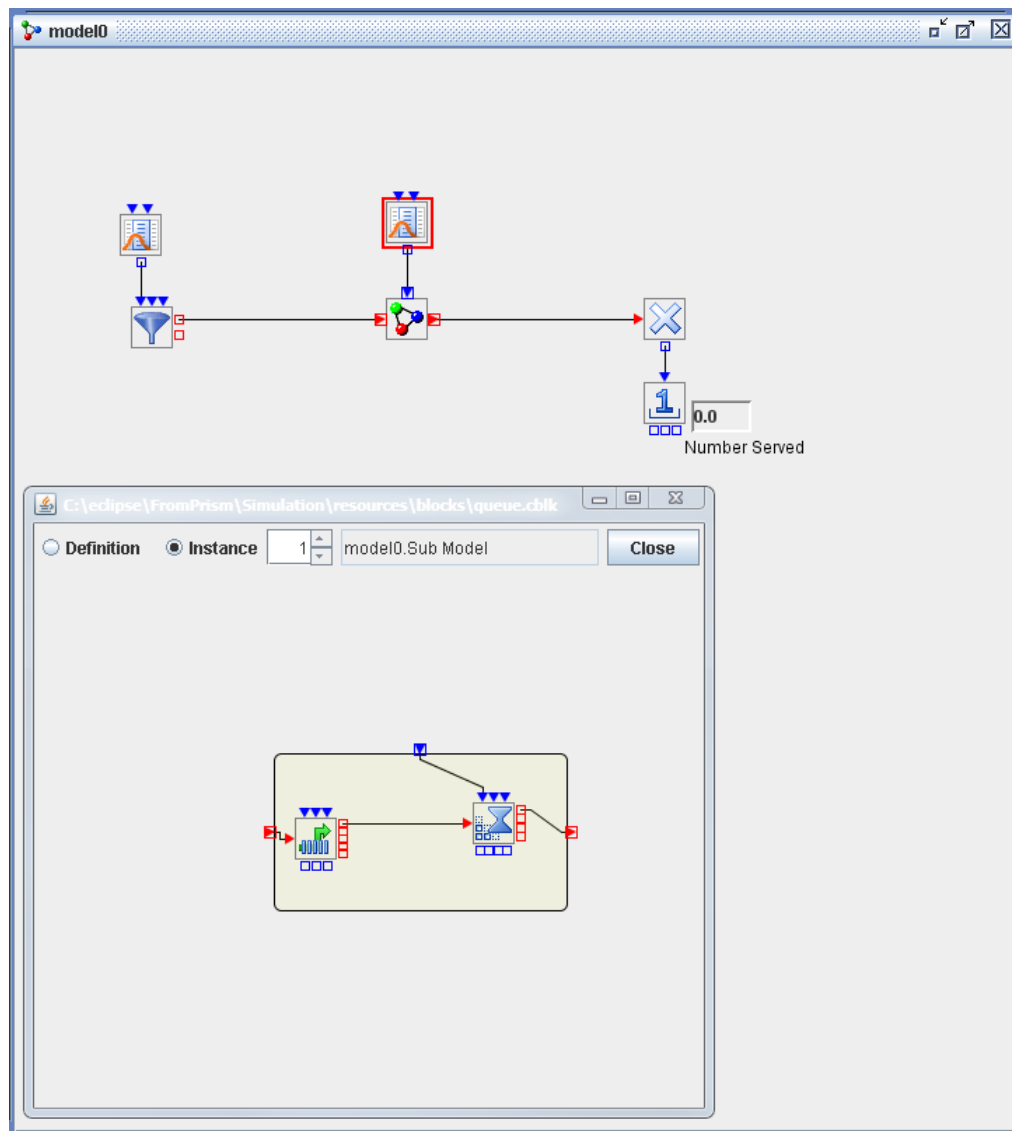 model0
1
0.0
Number Served
C:\eclipse\FromPrism\Simulation\resources\blocks\queue.cblk
Definition Instance 1 model0.Sub Model Close